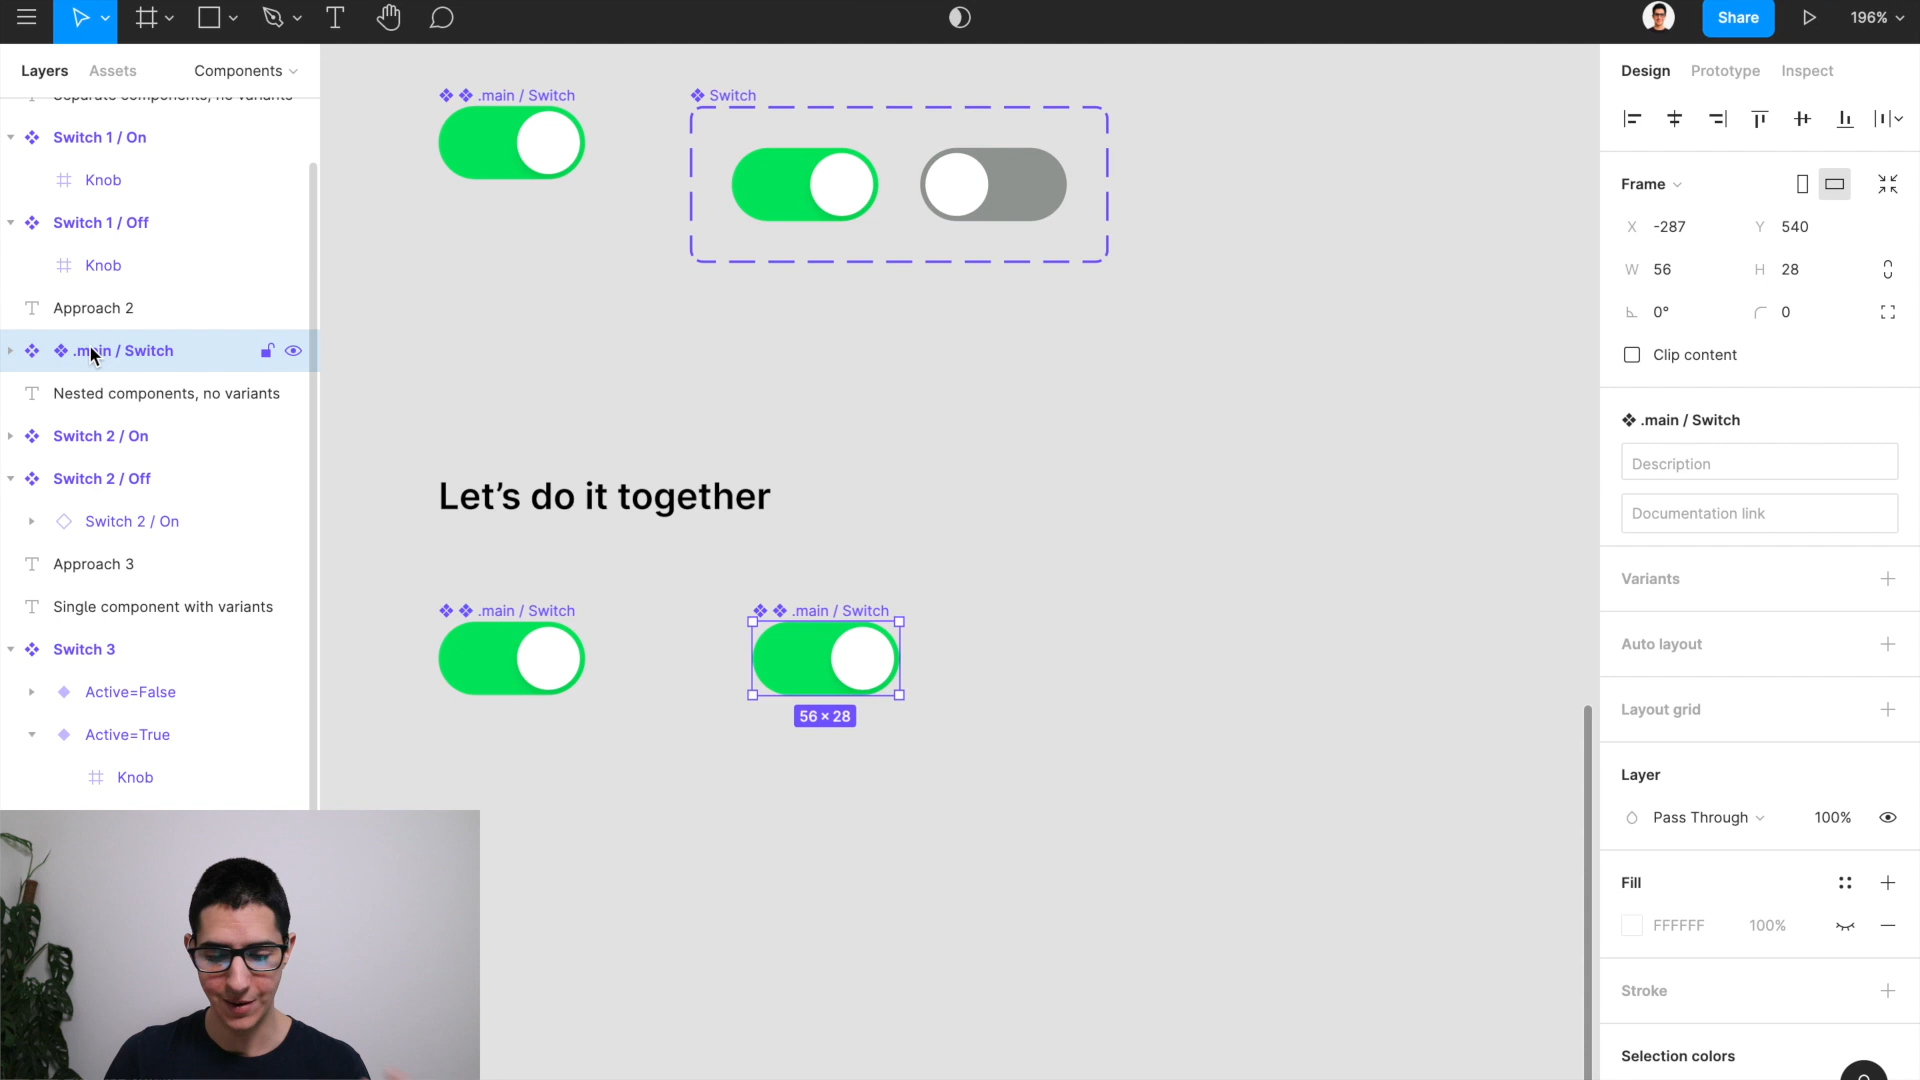 Share
196%
Layers
Assets
Components
Separate components, no variants
Switch 1 / On
Knob
Switch 1 / Off
Knob
Approach 2
.main / Switch
Nested components, no variants
Switch 2 / On
Switch 2 / Off
Switch 2 / On
Approach 3
Single component with variants
Switch 3
Active=False
Active=True
Knob
.main / Switch
Switch
Let’s do it together
.main / Switch
.main / Switch
56 × 28
Design
Prototype
Inspect
Frame
X -287
Y 540
W 56
H 28
0°
0
Clip content
.main / Switch
Description
Documentation link
Variants
Auto layout
Layout grid
Layer
Pass Through
100%
Fill
FFFFFF
100%
Stroke
Selection colors